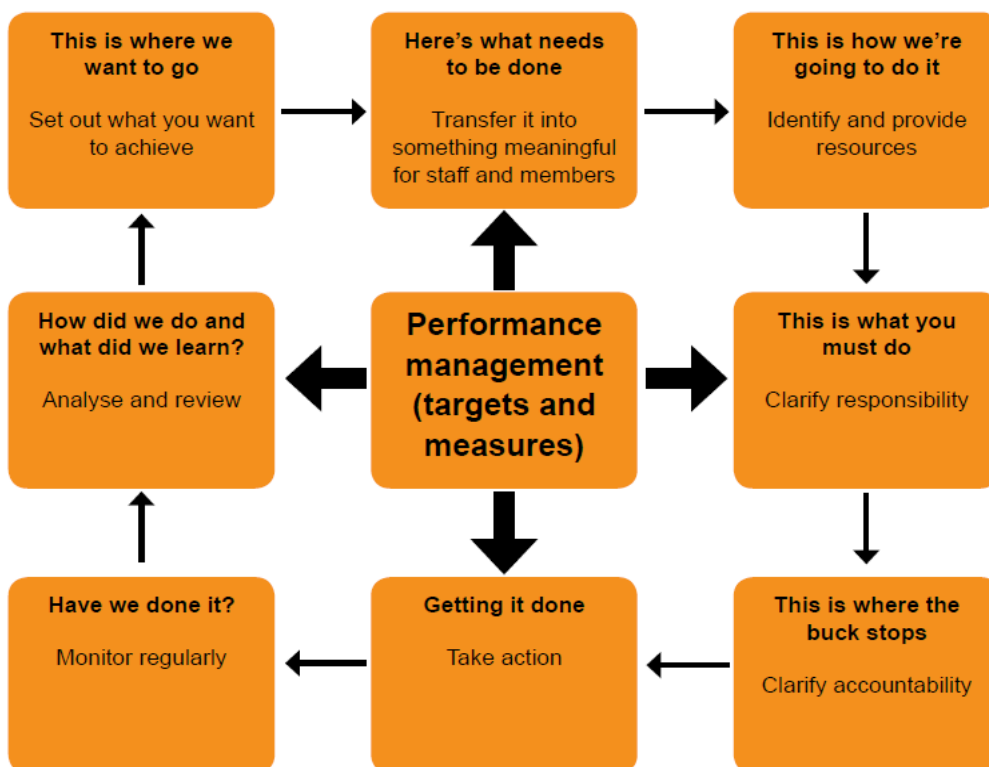 This is where we
want to go
Set out what you want
to achieve
Here’s what needs
to be done
Transfer it into
something meaningful
for staff and members
This is how we’re
going to do it
Identify and provide
resources
How did we do and
what did we learn?
Analyse and review
Performance
management
(targets and
measures)
This is what you
must do
Clarify responsibility
Have we done it?
Monitor regularly
Getting it done
Take action
This is where the
buck stops
Clarify accountability